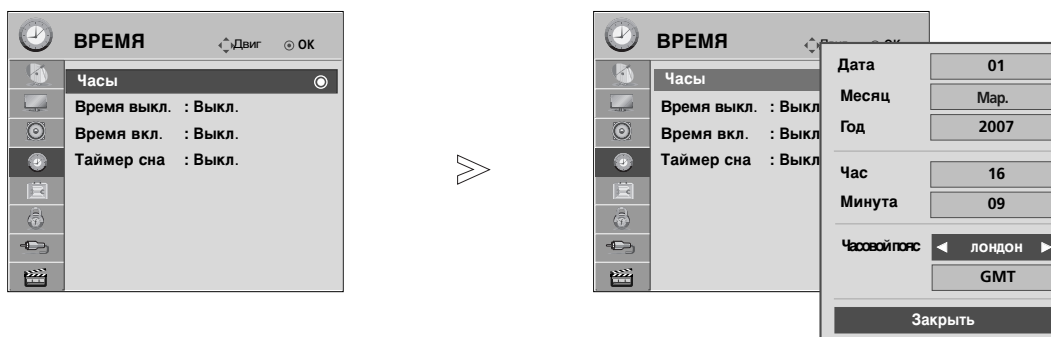 ВРЕМЯ
Двиг
ОК
Часы
Время выкл. : Выкл.
Время вкл. : Выкл.
Таймер сна : Выкл.
ВРЕМЯ
Часы
Время выкл. : Выкл
Время вкл. : Выкл
Таймер сна : Выкл
Дата 01
Месяц Мар.
Год 2007
Час 16
Минута 09
Часовой пояс ◀ лондон ▶
GMT
Закрыть